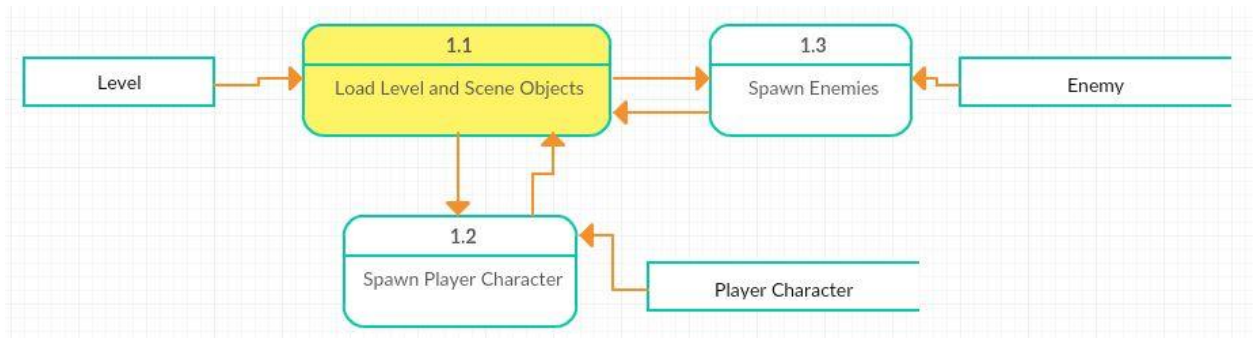 Level
1.1
Load Level and Scene Objects
1.3
Spawn Enemies
Enemy
1.2
Spawn Player Character
Player Character